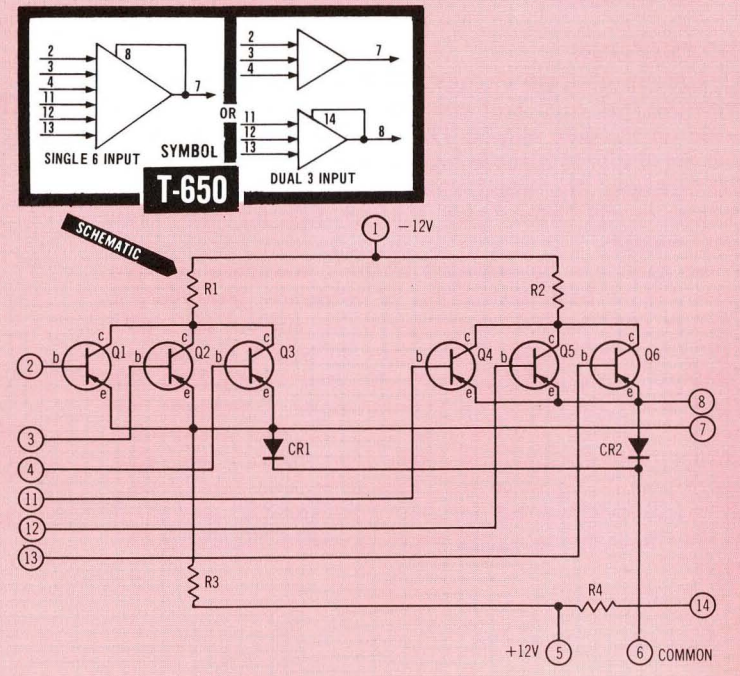 2
3
4
11
12
13
8
7
SINGLE 6 INPUT
SYMBOL
OR
2
3
4
7
11
12
13
14
8
DUAL 3 INPUT
T-650
SCHEMATIC
1 −12V
R1
R2
c c c c c c
2 b Q1 b Q2 b Q3 b Q4 b Q5 b Q6
e e e e e e
8
7
3
CR1 CR2
4
11
12
13
R3
R4
14
+12V 5
6 COMMON